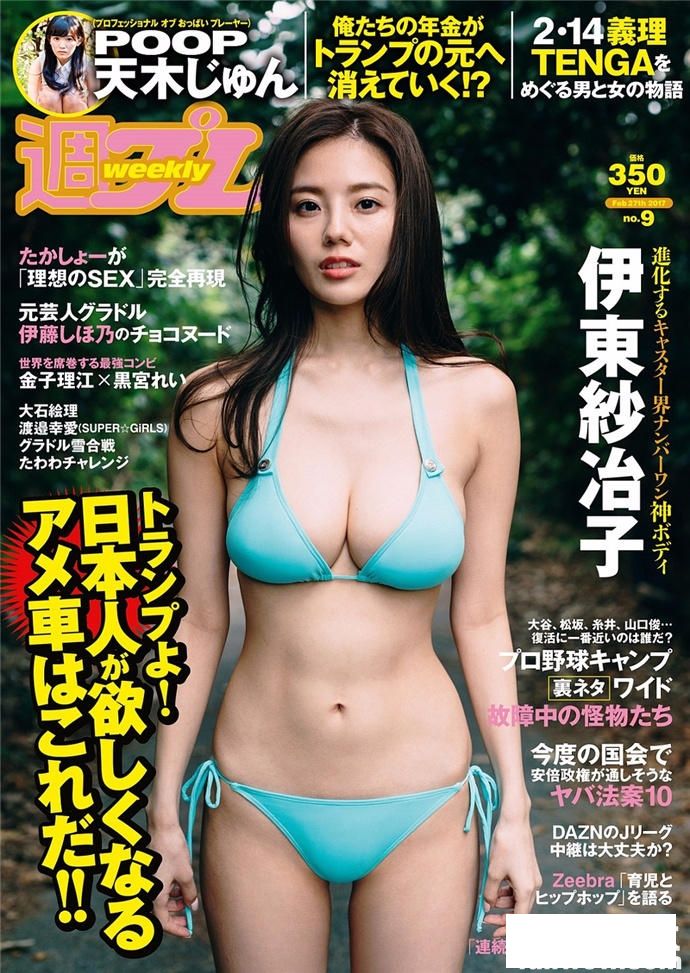 (プロフェッショナル オブ おっぱい プレーヤー)
POOP
天木じゅん
俺たちの年金が
トランプの元へ
消えていく!?
2・14義理
TENGAを
めぐる男と女の物語
週プレ
weekly
価格
350
YEN
Feb 27th 2017
no.9
たかしょーが
「理想のSEX」完全再現
元芸人グラドル
伊藤しほ乃のチョコヌード
世界を席巻する最強コンビ
金子理江×黒宮れい
大石絵理
渡邉幸愛(SUPER☆GiRLS)
グラドル雪合戦
たわわチャレンジ
進化するキャスター界ナンバーワン神ボディ
伊東紗冶子
トランプよ!
日本人が欲しくなる
アメ車はこれだ!!
大谷、松坂、糸井、山口俊…
復活に一番近いのは誰だ?
プロ野球キャンプ
裏ネタワイド
故障中の怪物たち
今度の国会で
安倍政権が通しそうな
ヤバ法案10
DAZNのJリーグ
中継は大丈夫か?
Zeebra「育児と
ヒップホップ」を語る
「連続